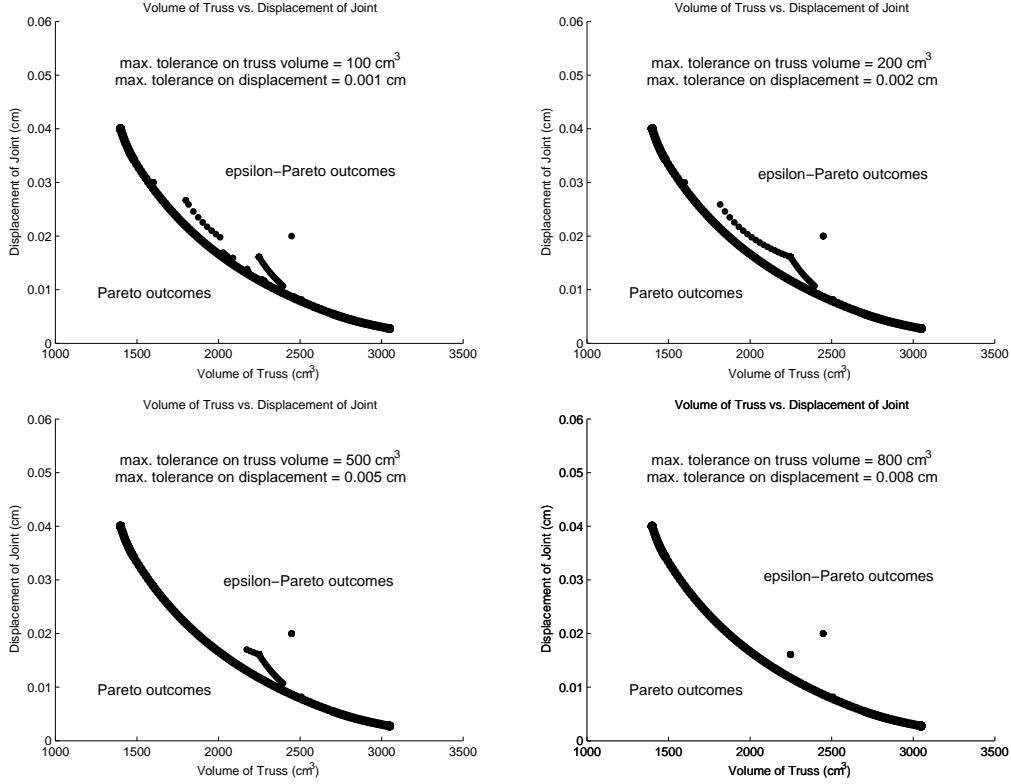 Volume of Truss vs. Displacement of Joint
0.06
max. tolerance on truss volume = 100 cm3
0.05
max. tolerance on displacement = 0.001 cm
Displacement of Joint (cm)
0.04
epsilon−Pareto outcomes
0.03
0.02
Pareto outcomes
0.01
0
1000 1500 2000 2500 3000 3500
Volume of Truss (cm3)
Volume of Truss vs. Displacement of Joint
0.06
max. tolerance on truss volume = 200 cm3
0.05
max. tolerance on displacement = 0.002 cm
Displacement of Joint (cm)
0.04
epsilon−Pareto outcomes
0.03
0.02
Pareto outcomes
0.01
0
1000 1500 2000 2500 3000 3500
Volume of Truss (cm3)
Volume of Truss vs. Displacement of Joint
0.06
max. tolerance on truss volume = 500 cm3
0.05
max. tolerance on displacement = 0.005 cm
Displacement of Joint (cm)
0.04
epsilon−Pareto outcomes
0.03
0.02
Pareto outcomes
0.01
0
1000 1500 2000 2500 3000 3500
Volume of Truss (cm3)
Volume of Truss vs. Displacement of Joint
0.06
max. tolerance on truss volume = 800 cm3
0.05
max. tolerance on displacement = 0.008 cm
Displacement of Joint (cm)
0.04
epsilon−Pareto outcomes
0.03
0.02
Pareto outcomes
0.01
0
1000 1500 2000 2500 3000 3500
Volume of Truss (cm3)